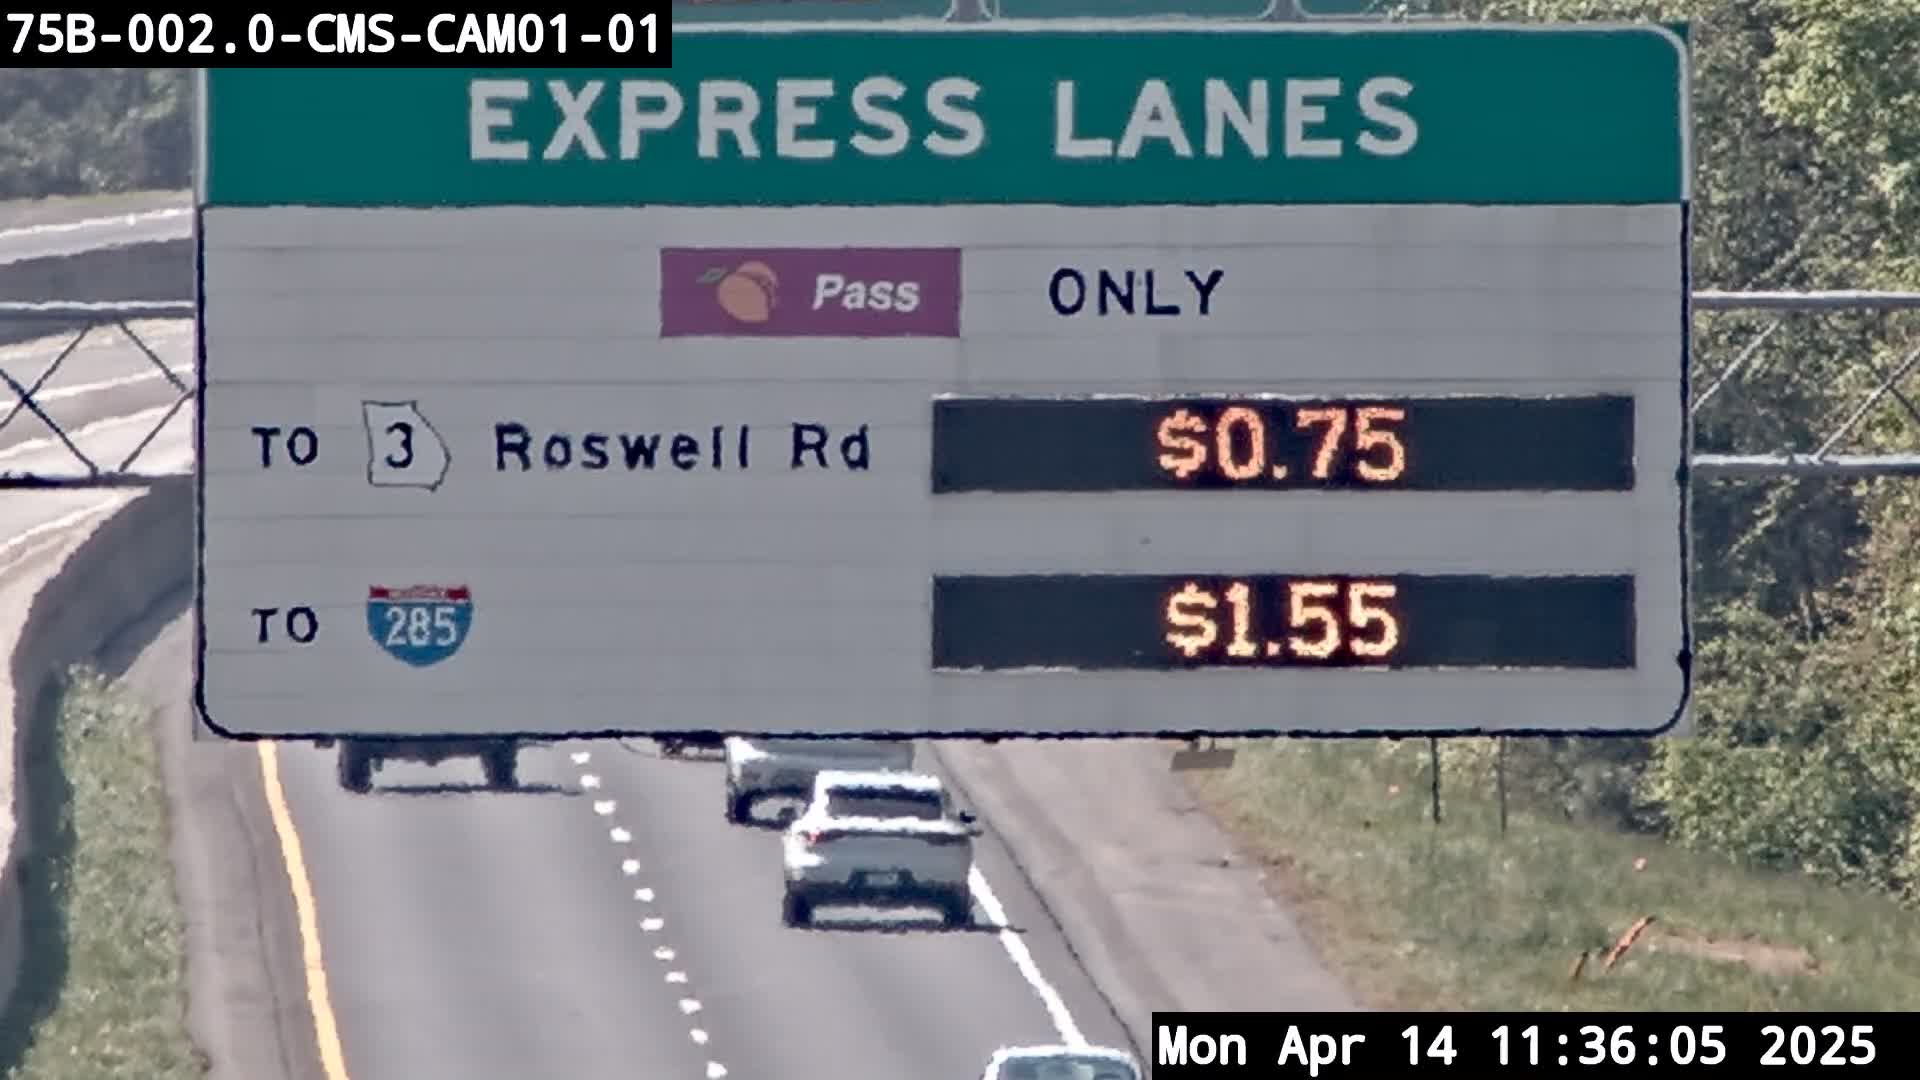 75B-002.0-CMS-CAM01-01
EXPRESS LANES
Pass ONLY
TO 3 Roswell Rd $0.75
TO 285 $1.55
Mon Apr 14 11:36:05 2025